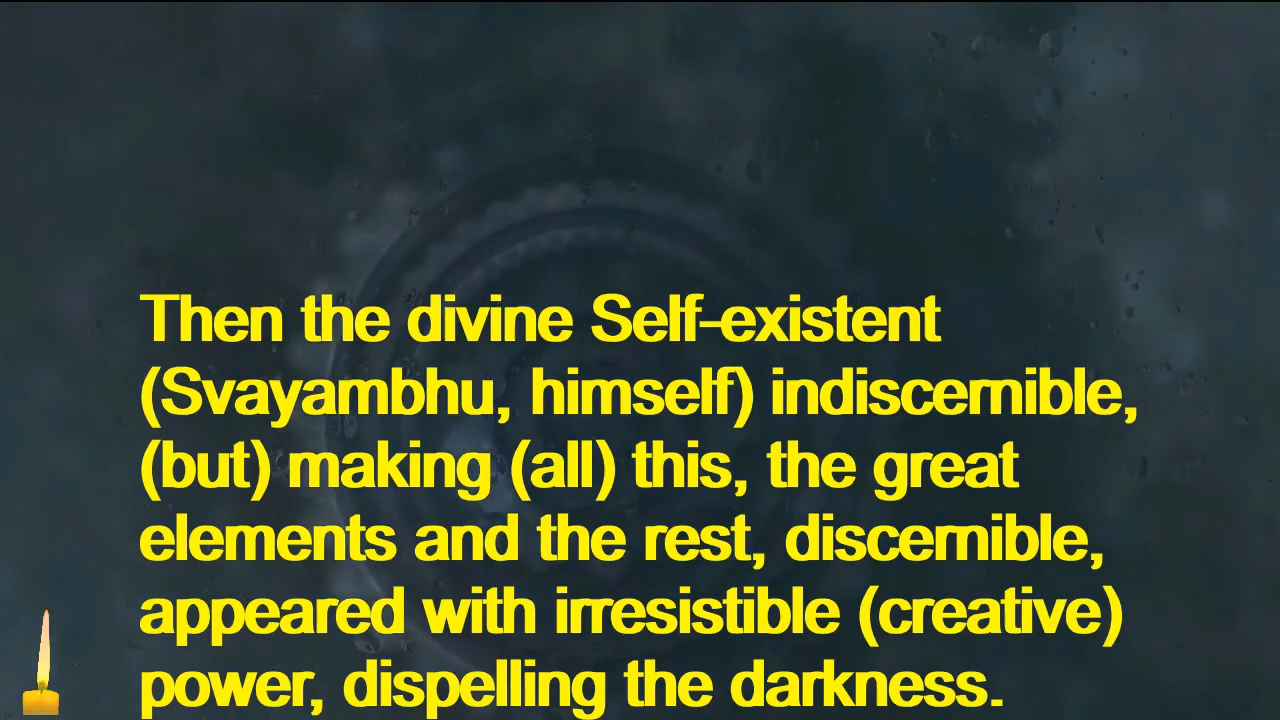 Then the divine Self-existent
(Svayambhu, himself) indiscernible,
(but) making (all) this, the great
elements and the rest, discernible,
appeared with irresistible (creative)
power, dispelling the darkness.